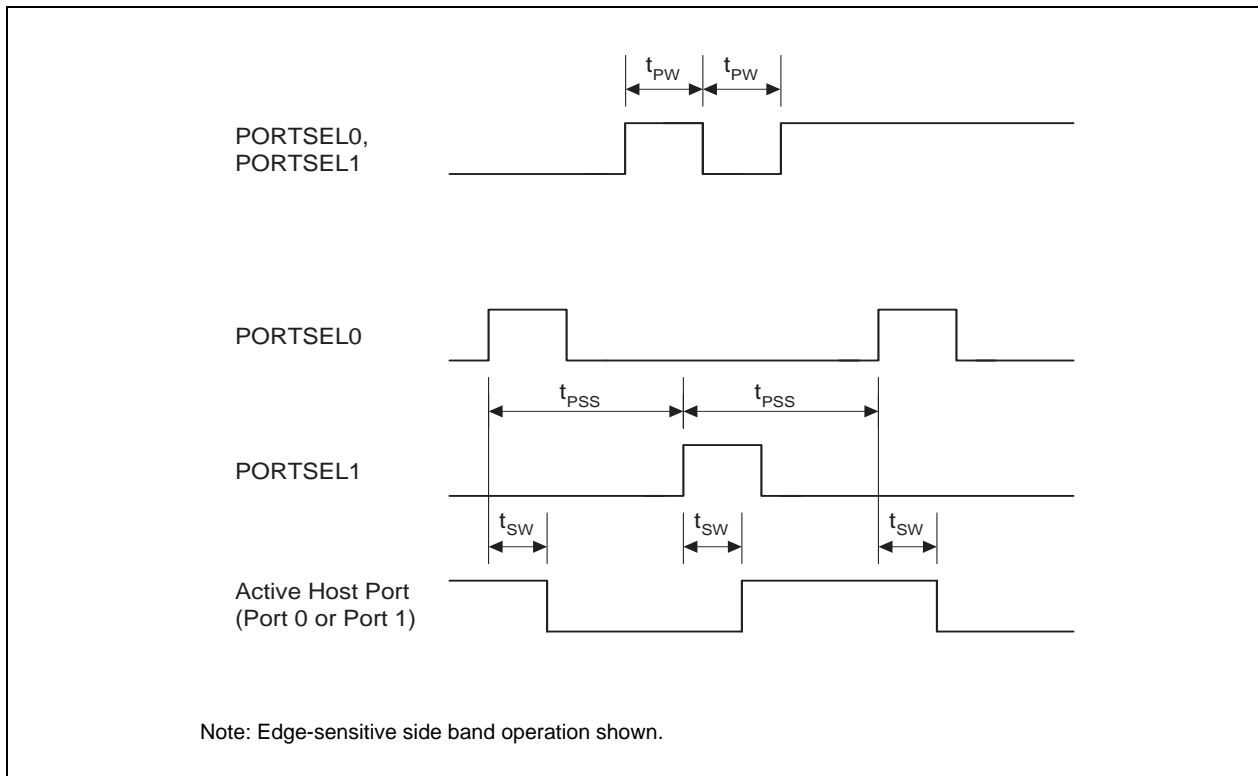 tPW tPW
PORTSEL0,
PORTSEL1
PORTSEL0
tPSS tPSS
PORTSEL1
tSW tSW tSW
Active Host Port
(Port 0 or Port 1)
Note: Edge-sensitive side band operation shown.